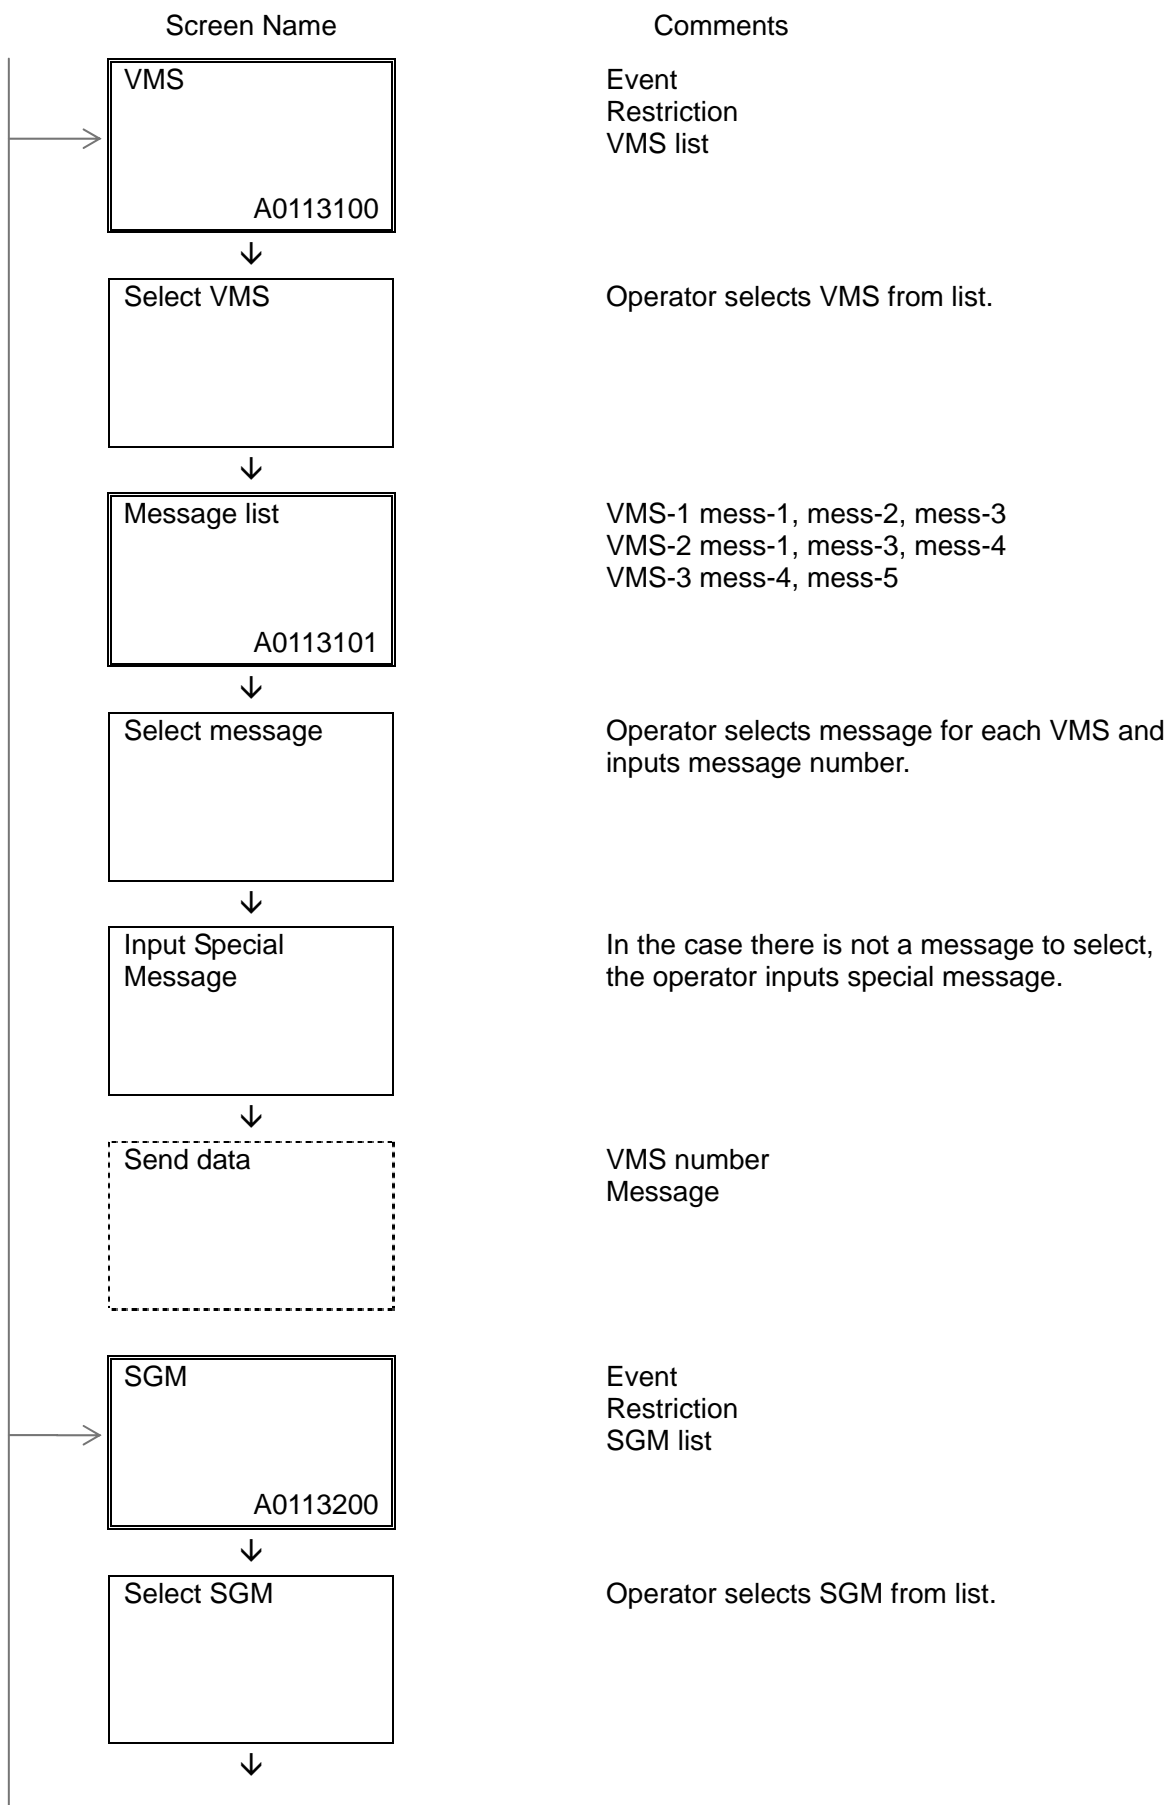 Screen Name Comments
VMS
Event
Restriction
VMS list
A0113100
Select VMS
Operator selects VMS from list.
Message list
VMS-1 mess-1, mess-2, mess-3
VMS-2 mess-1, mess-3, mess-4
VMS-3 mess-4, mess-5
A0113101
Select message
Operator selects message for each VMS and
inputs message number.
Input Special
Message
In the case there is not a message to select,
the operator inputs special message.
Send data
VMS number
Message
SGM
Event
Restriction
SGM list
A0113200
Select SGM
Operator selects SGM from list.